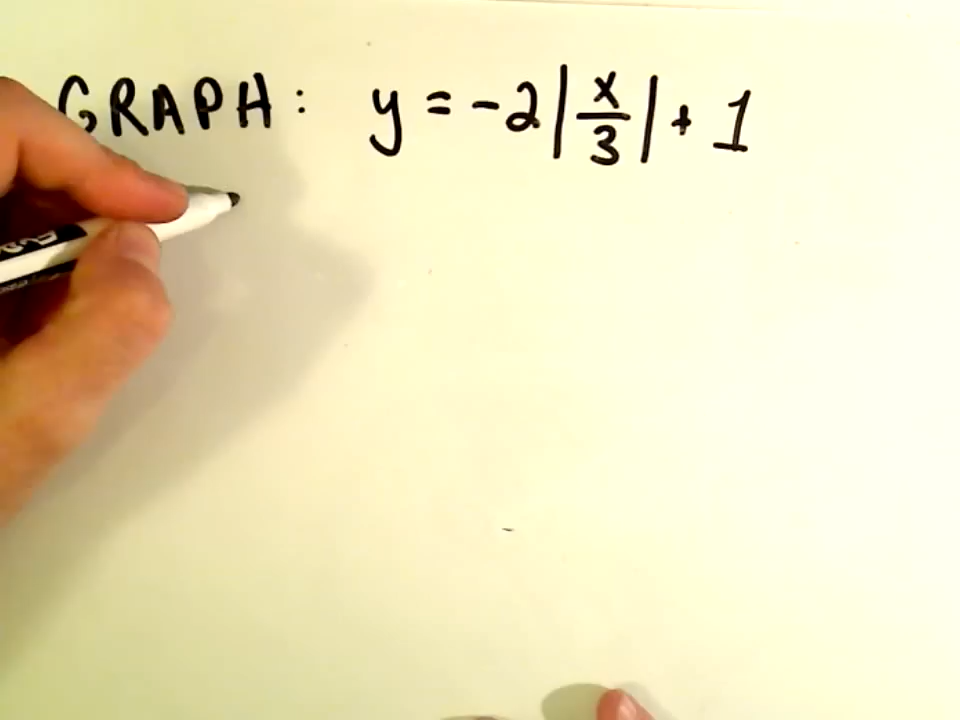 GRAPH: y = -2|x/3| + 1